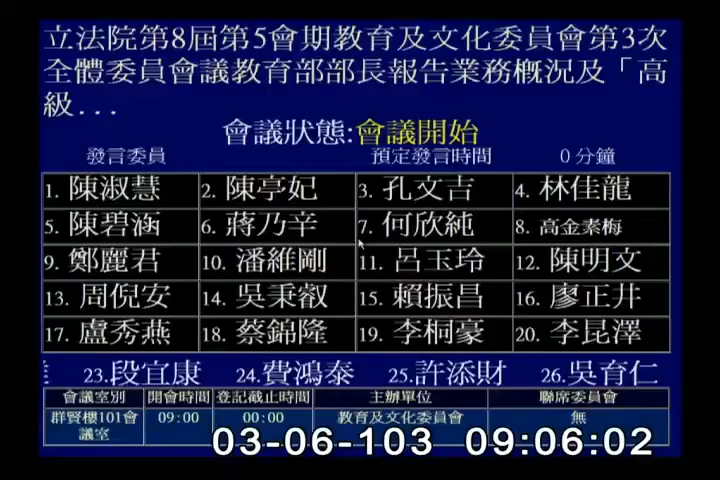 立法院第8屆第5會期教育及文化委員會第3次
全體委員會議教育部部長報告業務概況及「高
級...
會議狀態:會議開始
發言委員 預定發言時間 0分鐘
1. 陳淑慧 2. 陳亭妃 3. 孔文吉 4. 林佳龍
5. 陳碧涵 6. 蔣乃辛 7. 何欣純 8. 高金素梅
9. 鄭麗君 10. 潘維剛 11. 呂玉玲 12. 陳明文
13. 周倪安 14. 吳秉叡 15. 賴振昌 16. 廖正井
17. 盧秀燕 18. 蔡錦隆 19. 李桐豪 20. 李昆澤
23.段宜康 24.費鴻泰 25.許添財 26.吳育仁
會議室別 開會時間 登記截止時間 主辦單位 聯席委員會
群賢樓101會 09:00 00:00 教育及文化委員會 無
議室
03-06-103 09:06:02